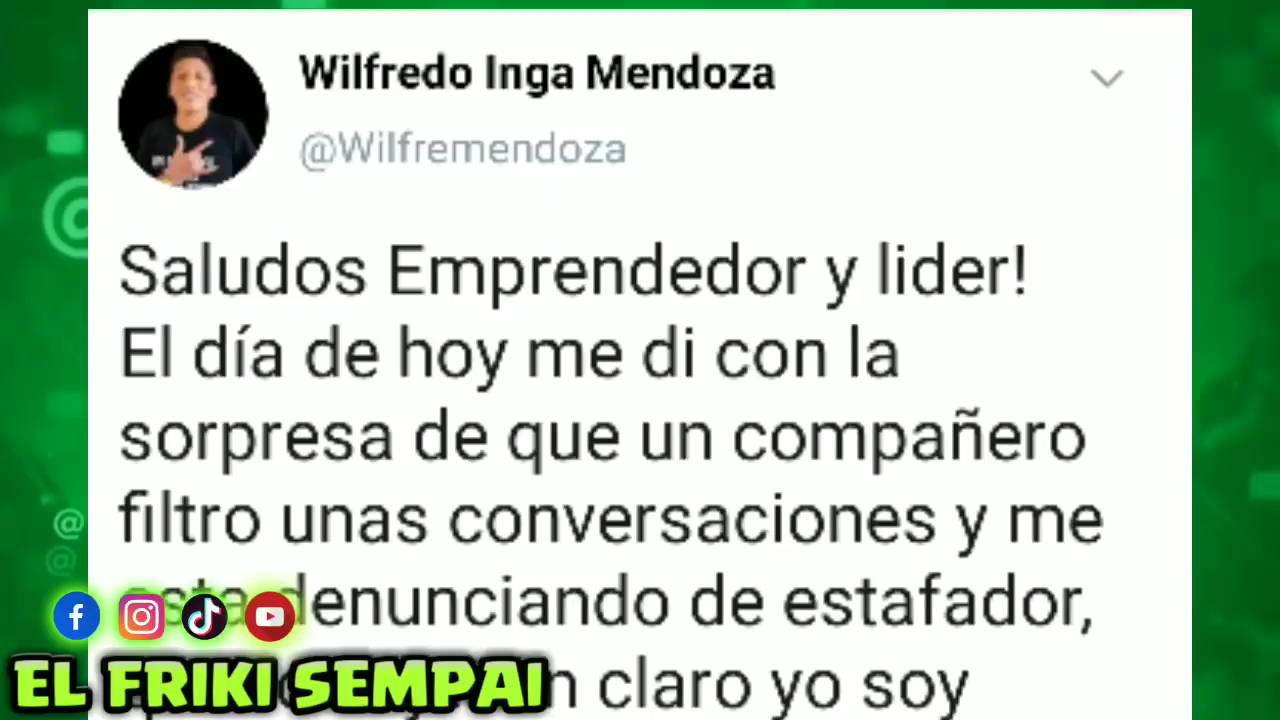 Wilfredo Inga Mendoza
@Wilfremendoza
Saludos Emprendedor y lider!
El día de hoy me di con la
sorpresa de que un compañero
filtro unas conversaciones y me
esta denunciando de estafador,
claro yo soy
EL FRIKI SEMPAI
@
@
@